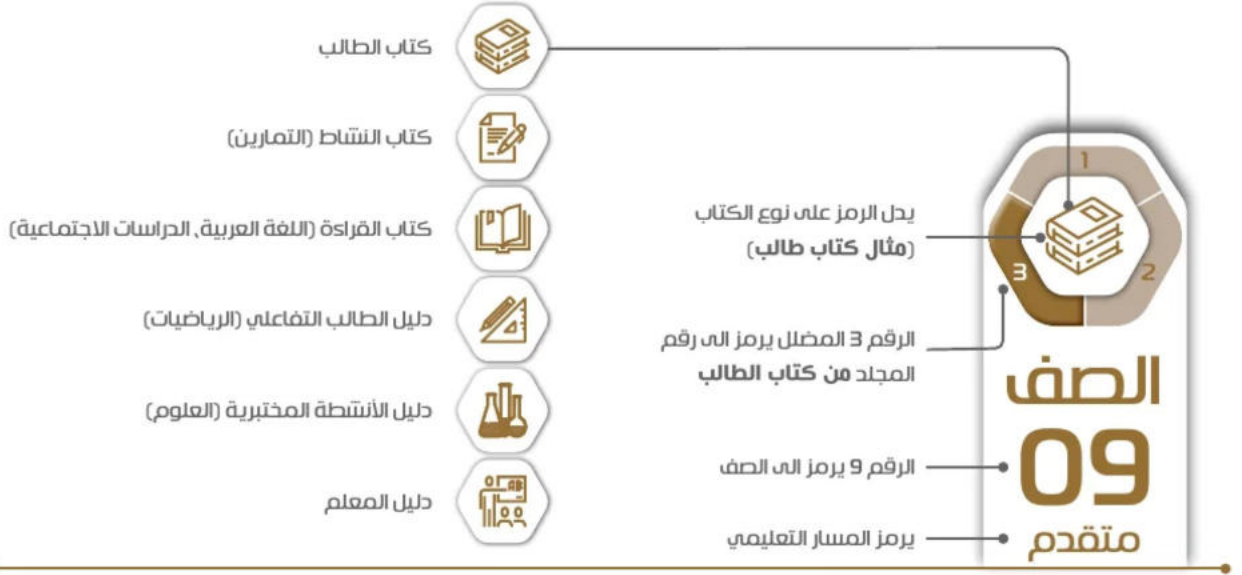 1
2
3
الصف
09
متقدم
يدل الرمز على نوع الكتاب
(مثال كتاب طالب)
الرقم 3 المضلل يرمز الى رقم
المجلد من كتاب الطالب
الرقم 9 يرمز الى الصف
يرمز المسار التعليمي
كتاب الطالب
كتاب النشاط (التمارين)
كتاب القراءة (اللغة العربية، الدراسات الاجتماعية)
دليل الطالب التفاعلي (الرياضيات)
دليل الأنشطة المختبرية (العلوم)
دليل المعلم